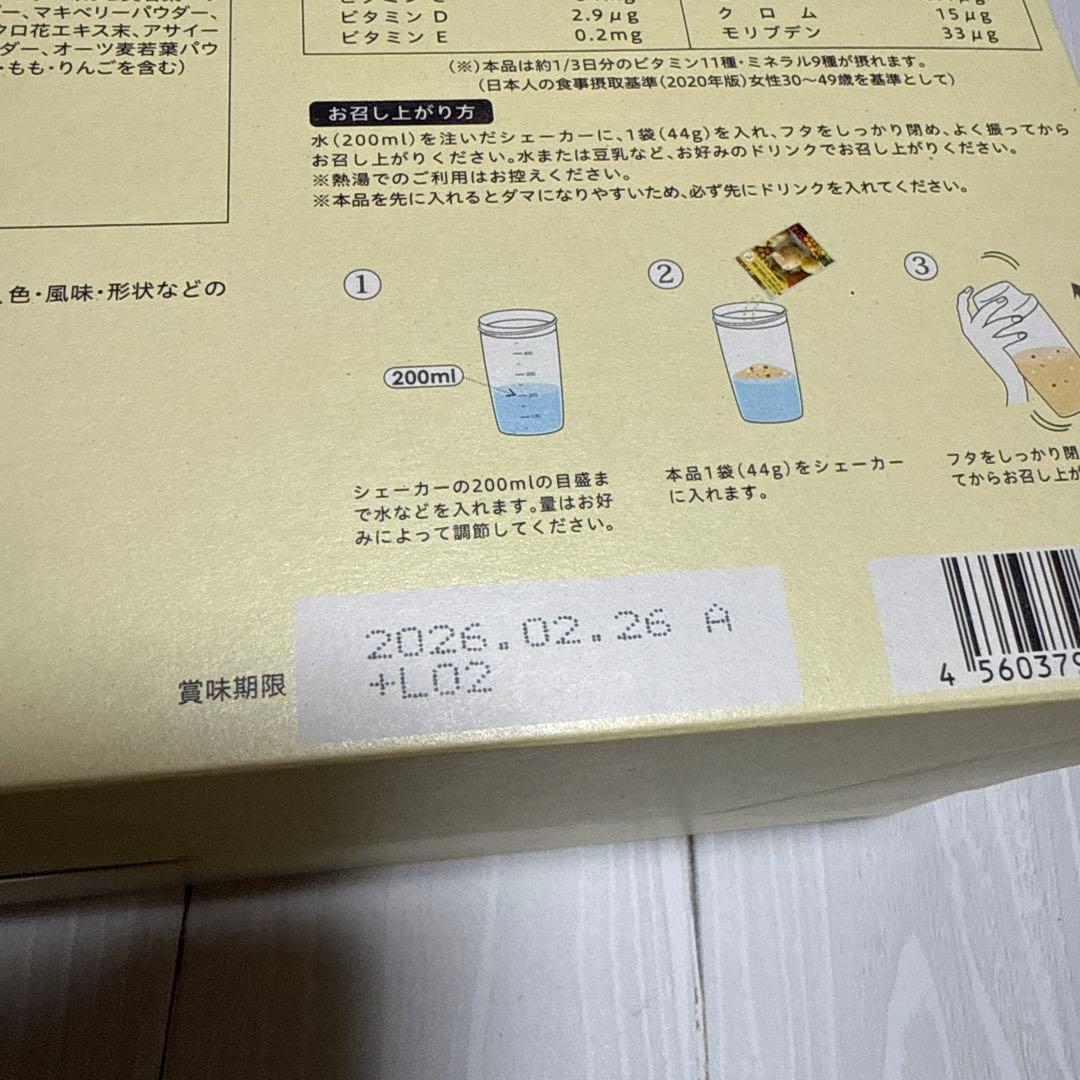 ー、マキベリーパウダー、
クロ花エキス末、アサイー
ダー、オーツ麦若葉パウ
・もも・りんごを含む)
ビタミン D 2.9μg
ビタミン E 0.2mg
クロム 15μg
モリブデン 33μg
(※)本品は約1/3日分のビタミン11種・ミネラル9種が摂れます。
(日本人の食事摂取基準(2020年版)女性30〜49歳を基準として)
お召し上がり方
水(200ml)を注いだシェーカーに、1袋(44g)を入れ、フタをしっかり閉め、よく振ってから
お召し上がりください。水または豆乳など、お好みのドリンクでお召し上がりください。
※熱湯でのご利用はお控えください。
※本品を先に入れるとダマになりやすいため、必ず先にドリンクを入れてください。
、色・風味・形状などの
1
200ml
シェーカーの200mlの目盛ま
で水などを入れます。量はお好
みによって調節してください。
2
本品1袋(44g)をシェーカー
に入れます。
3
フタをしっかり閉
てからお召し上が
賞味期限
2026.02.26 A
+L02
4 560379